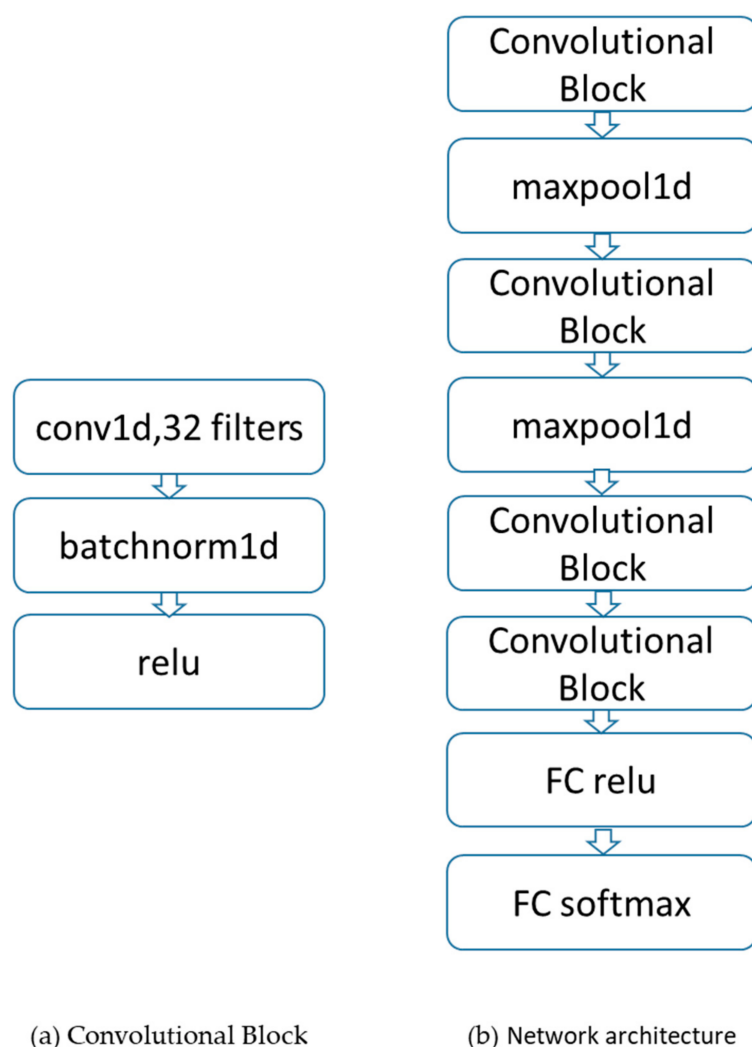 conv1d,32 filters
batchnorm1d
relu
(a) Convolutional Block
Convolutional
Block
maxpool1d
Convolutional
Block
maxpool1d
Convolutional
Block
Convolutional
Block
FC relu
FC softmax
(b) Network architecture